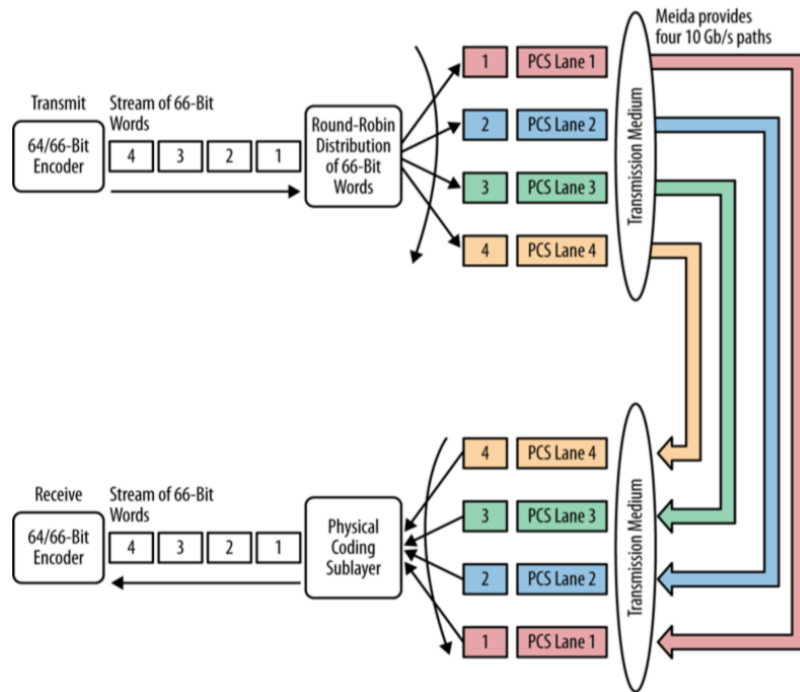 Meida provides
four 10 Gb/s paths
Transmit
64/66-Bit
Encoder
Stream of 66-Bit
Words
4 3 2 1
Round-Robin
Distribution
of 66-Bit
Words
1 PCS Lane 1
2 PCS Lane 2
3 PCS Lane 3
4 PCS Lane 4
Transmission Medium
Receive
64/66-Bit
Encoder
Stream of 66-Bit
Words
4 3 2 1
Physical
Coding
Sublayer
4 PCS Lane 4
3 PCS Lane 3
2 PCS Lane 2
1 PCS Lane 1
Transmission Medium